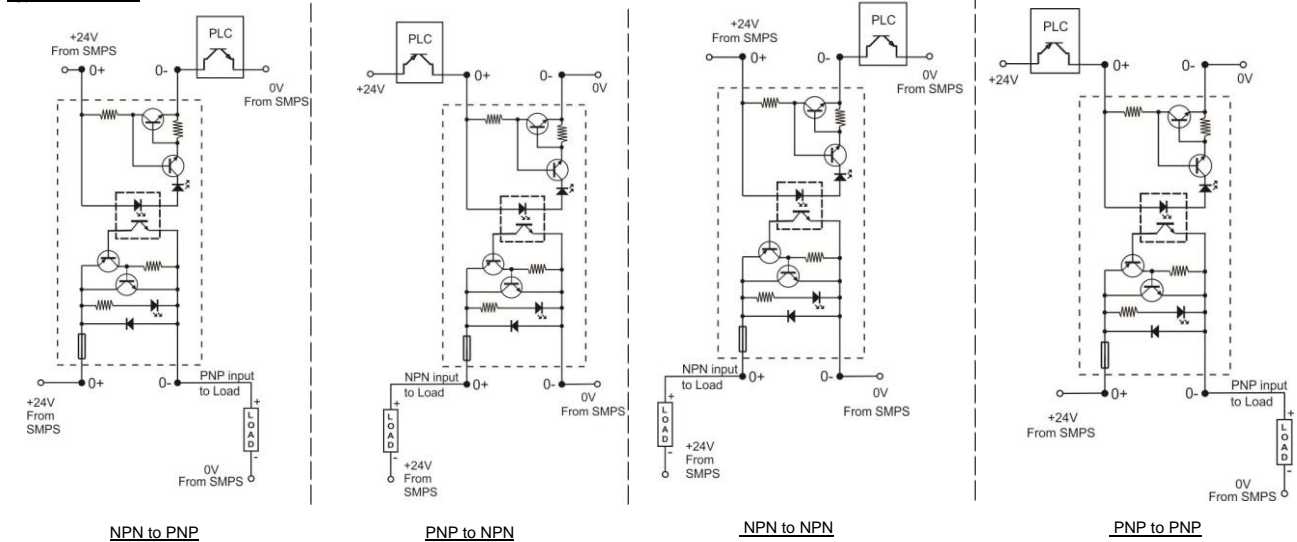 +24V
From SMPS
0+
0-
PLC
0V
From SMPS
0+
0-
+24V
From
SMPS
PNP input
to Load
+
LOAD
-
0V
From SMPS
NPN to PNP
PLC
+24V
0+
0-
0V
0+
0-
NPN input
to Load
+
LOAD
-
+24V
From
SMPS
0V
From SMPS
PNP to NPN
+24V
From SMPS
0+
0-
PLC
0V
From SMPS
NPN input
to Load
0+
0-
+
LOAD
-
+24V
From
SMPS
0V
From SMPS
NPN to NPN
PLC
+24V
0+
0-
0V
0+
0-
+24V
From SMPS
PNP input
to Load
+
LOAD
-
0V
From SMPS
PNP to PNP